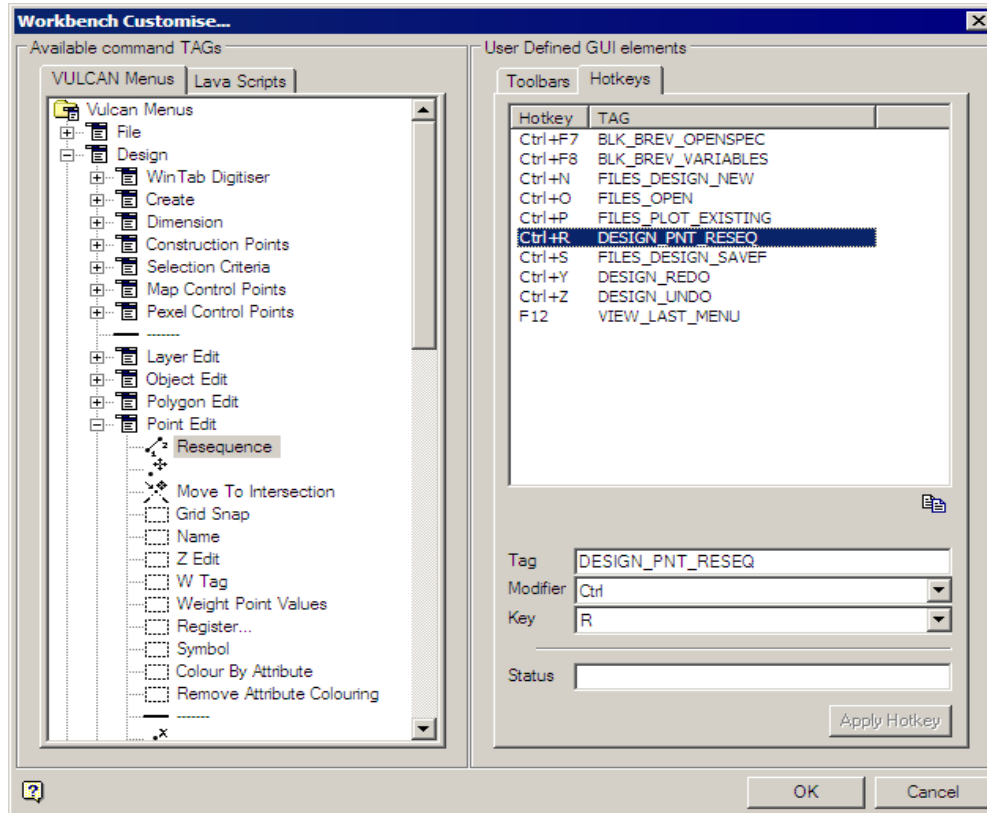 Workbench Customise...
Available command TAGs
VULCAN Menus
Lava Scripts
Vulcan Menus
File
Design
WinTab Digitiser
Create
Dimension
Construction Points
Selection Criteria
Map Control Points
Pexel Control Points
-------
Layer Edit
Object Edit
Polygon Edit
Point Edit
Resequence
Move To Intersection
Grid Snap
Name
Z Edit
W Tag
Weight Point Values
Register...
Symbol
Colour By Attribute
Remove Attribute Colouring
-------
User Defined GUI elements
Toolbars
Hotkeys
Hotkey TAG
Ctrl+F7 BLK_BREV_OPENSPEC
Ctrl+F8 BLK_BREV_VARIABLES
Ctrl+N FILES_DESIGN_NEW
Ctrl+O FILES_OPEN
Ctrl+P FILES_PLOT_EXISTING
Ctrl+R DESIGN_PNT_RESEQ
Ctrl+S FILES_DESIGN_SAVEF
Ctrl+Y DESIGN_REDO
Ctrl+Z DESIGN_UNDO
F12 VIEW_LAST_MENU
Tag DESIGN_PNT_RESEQ
Modifier Ctrl
Key R
Status
Apply Hotkey
OK
Cancel